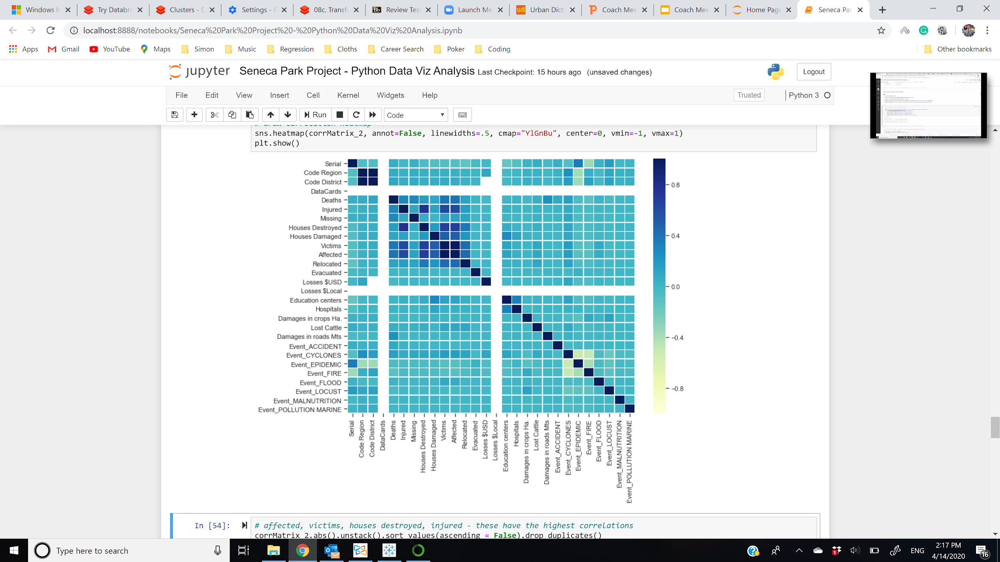 Windows h
Try Databri
Clusters - D
Settings - P
08c. Transfo
Review Test
Launch Me
Urban Dicti
Coach Mee
Coach Mee
Home Page
Seneca Par
localhost:8888/notebooks/Seneca%20Park%20Project%20-%20Python%20Data%20Viz%20Analysis.ipynb
Apps Gmail YouTube Maps Simon Music Regression Cloths Career Search Poker Coding Other bookmarks
jupyter Seneca Park Project - Python Data Viz Analysis Last Checkpoint: 15 hours ago (unsaved changes) Logout
File Edit View Insert Cell Kernel Widgets Help Trusted Python 3 O
Run Code
# draw correlation heatmap
sns.heatmap(corrMatrix_2, annot=False, linewidths=.5, cmap="YlGnBu", center=0, vmin=-1, vmax=1)
plt.show()
Serial
Code Region
Code District
DataCards
Deaths
Injured
Missing
Houses Destroyed
Houses Damaged
Victims
Affected
Relocated
Evacuated
Losses $USD
Losses $Local
Education centers
Hospitals
Damages in crops Ha.
Lost Cattle
Damages in roads Mts
Event_ACCIDENT
Event_CYCLONES
Event_EPIDEMIC
Event_FIRE
Event_FLOOD
Event_LOCUST
Event_MALNUTRITION
Event_POLLUTION MARINE
0.8
0.4
0.0
-0.4
-0.8
Serial
Code Region
Code District
DataCards
Deaths
Injured
Missing
Houses Destroyed
Houses Damaged
Victims
Affected
Relocated
Evacuated
Losses $USD
Losses $Local
Education centers
Hospitals
Damages in crops Ha.
Lost Cattle
Damages in roads Mts
Event_ACCIDENT
Event_CYCLONES
Event_EPIDEMIC
Event_FIRE
Event_FLOOD
Event_LOCUST
Event_MALNUTRITION
Event_POLLUTION MARINE
In [54]:
# affected, victims, houses destroyed, injured - these have the highest correlations
corrMatrix_2.abs().unstack().sort_values(ascending = False).drop_duplicates()
Type here to search
ENG
2:17 PM
4/14/2020
16